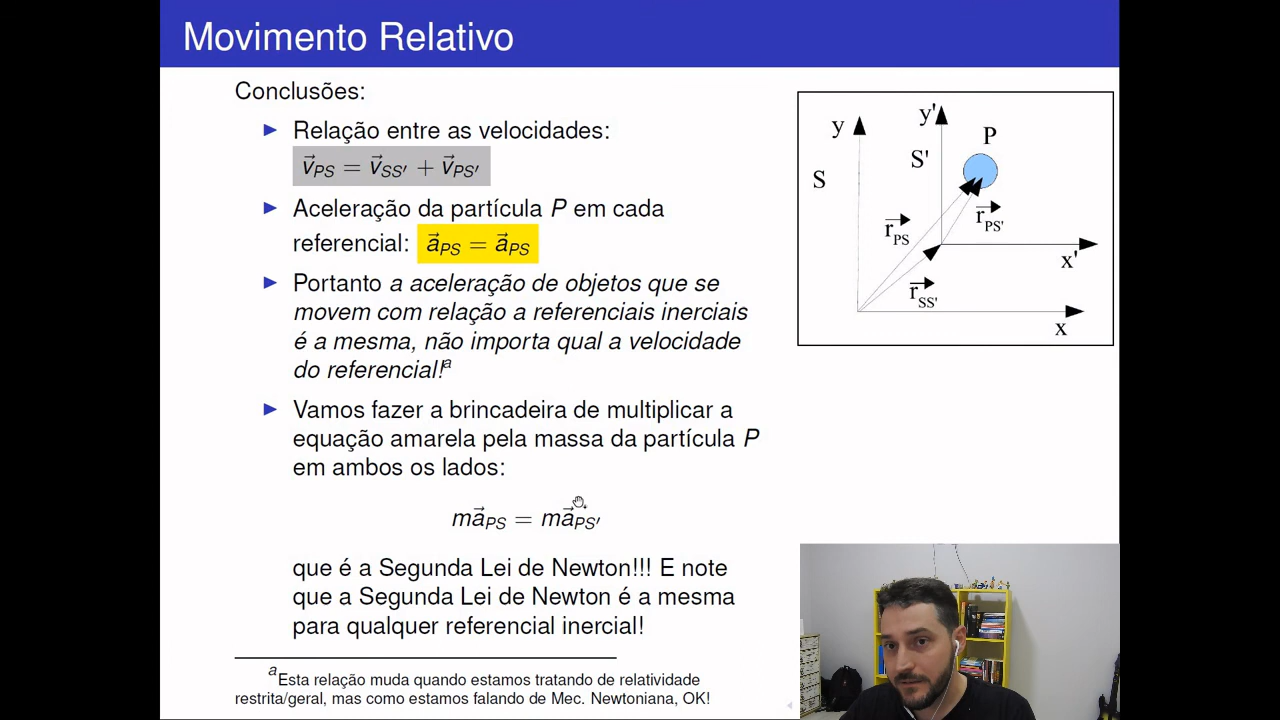 Movimento Relativo
Conclusões:
Relação entre as velocidades:
v⃗PS = v⃗SS' + v⃗PS'
Aceleração da partícula P em cada
referencial: a⃗PS = a⃗PS
Portanto a aceleração de objetos que se
movem com relação a referenciais inerciais
é a mesma, não importa qual a velocidade
do referencial!a
Vamos fazer a brincadeira de multiplicar a
equação amarela pela massa da partícula P
em ambos os lados:
ma⃗PS = ma⃗PS'
que é a Segunda Lei de Newton!!! E note
que a Segunda Lei de Newton é a mesma
para qualquer referencial inercial!
aEsta relação muda quando estamos tratando de relatividade
restrita/geral, mas como estamos falando de Mec. Newtoniana, OK!
y
y'
P
S'
S
r⃗PS
r⃗PS'
x'
r⃗SS'
x